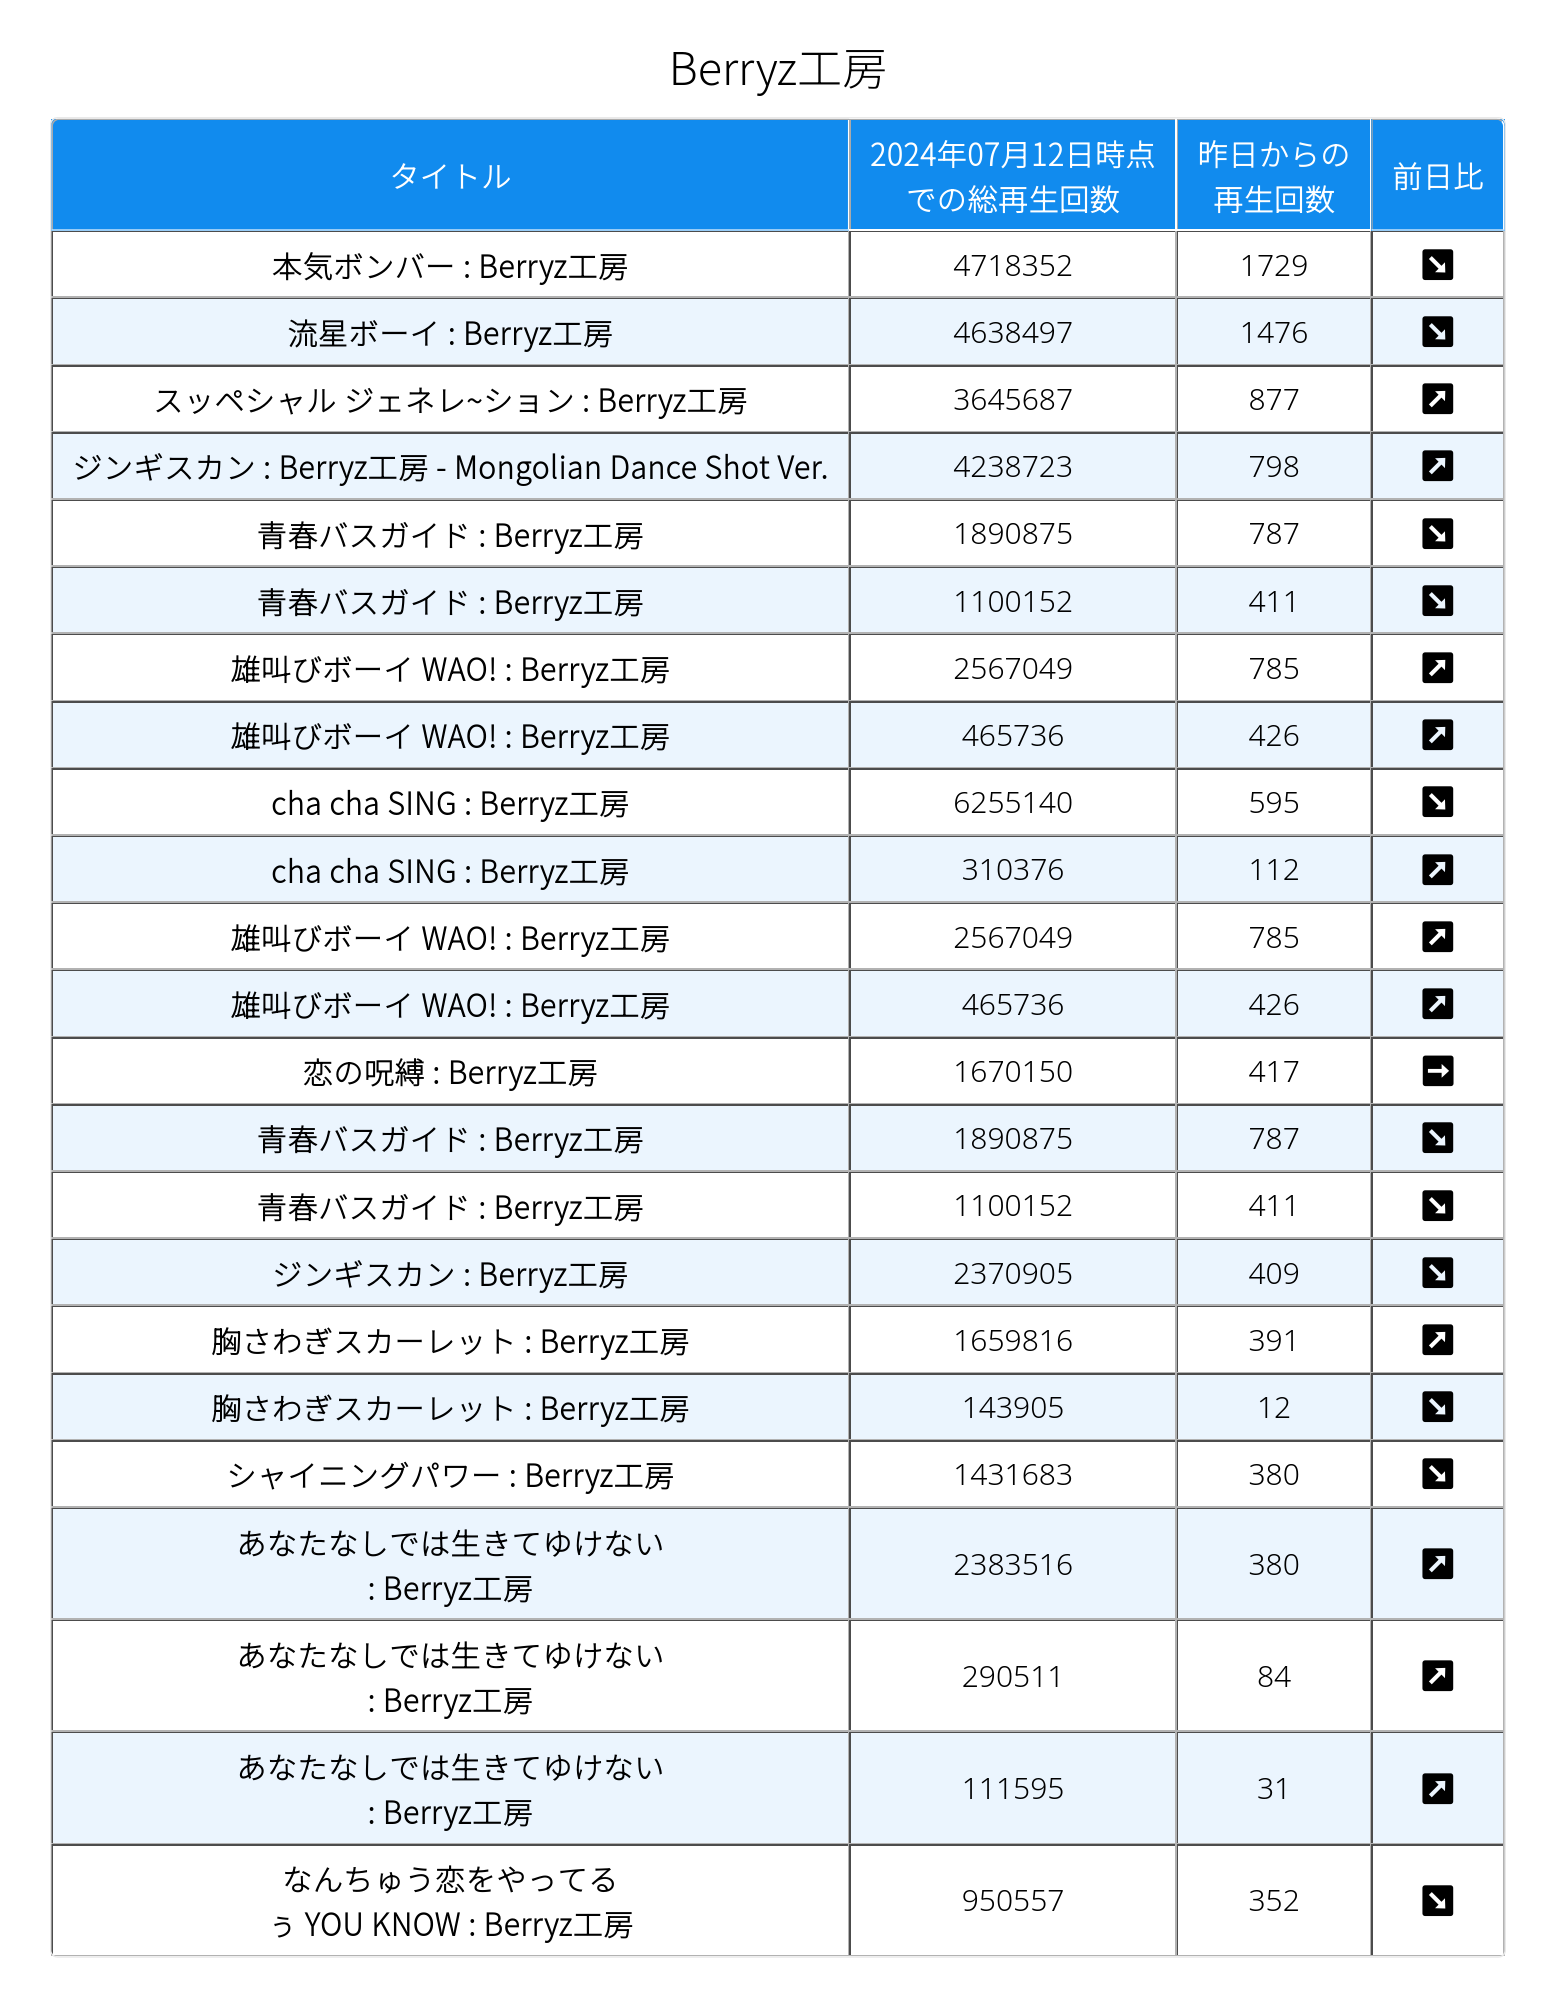 Berryz工房
タイトル
2024年07月12日時点
での総再生回数
昨日からの
再生回数
前日比
本気ボンバー : Berryz工房 4718352 1729
流星ボーイ : Berryz工房 4638497 1476
スッペシャル ジェネレ~ション : Berryz工房 3645687 877
ジンギスカン : Berryz工房 - Mongolian Dance Shot Ver. 4238723 798
青春バスガイド : Berryz工房 1890875 787
青春バスガイド : Berryz工房 1100152 411
雄叫びボーイ WAO! : Berryz工房 2567049 785
雄叫びボーイ WAO! : Berryz工房 465736 426
cha cha SING : Berryz工房 6255140 595
cha cha SING : Berryz工房 310376 112
雄叫びボーイ WAO! : Berryz工房 2567049 785
雄叫びボーイ WAO! : Berryz工房 465736 426
恋の呪縛 : Berryz工房 1670150 417
青春バスガイド : Berryz工房 1890875 787
青春バスガイド : Berryz工房 1100152 411
ジンギスカン : Berryz工房 2370905 409
胸さわぎスカーレット : Berryz工房 1659816 391
胸さわぎスカーレット : Berryz工房 143905 12
シャイニングパワー : Berryz工房 1431683 380
あなたなしでは生きてゆけない
: Berryz工房 2383516 380
あなたなしでは生きてゆけない
: Berryz工房 290511 84
あなたなしでは生きてゆけない
: Berryz工房 111595 31
なんちゅう恋をやってる
ぅ YOU KNOW : Berryz工房 950557 352